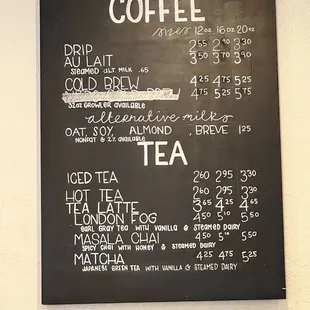 COFFEE
sizes 12oz 16oz 20oz
DRIP 2.55 2.90 3.30
AU LAIT 3.50 3.70 3.90
STEAMED ALT MILK .65
COLD BREW 4.25 4.75 5.25
4.75 5.25 5.75
32oz GROWLER AVAILABLE
alternative milks
OAT, SOY, ALMOND, BREVE 1.25
NONFAT & 2% AVAILABLE
TEA
ICED TEA 2.60 2.95 3.30
HOT TEA 2.60 2.95 3.30
TEA LATTE 3.65 4.25 4.65
LONDON FOG 4.50 5.10 5.50
EARL GRAY TEA WITH VANILLA & STEAMED DAIRY
MASALA CHAI 4.50 5.10 5.50
SPICY CHAI WITH HONEY & STEAMED DAIRY
MATCHA 4.25 4.75 5.25
JAPANESE GREEN TEA WITH VANILLA & STEAMED DAIRY